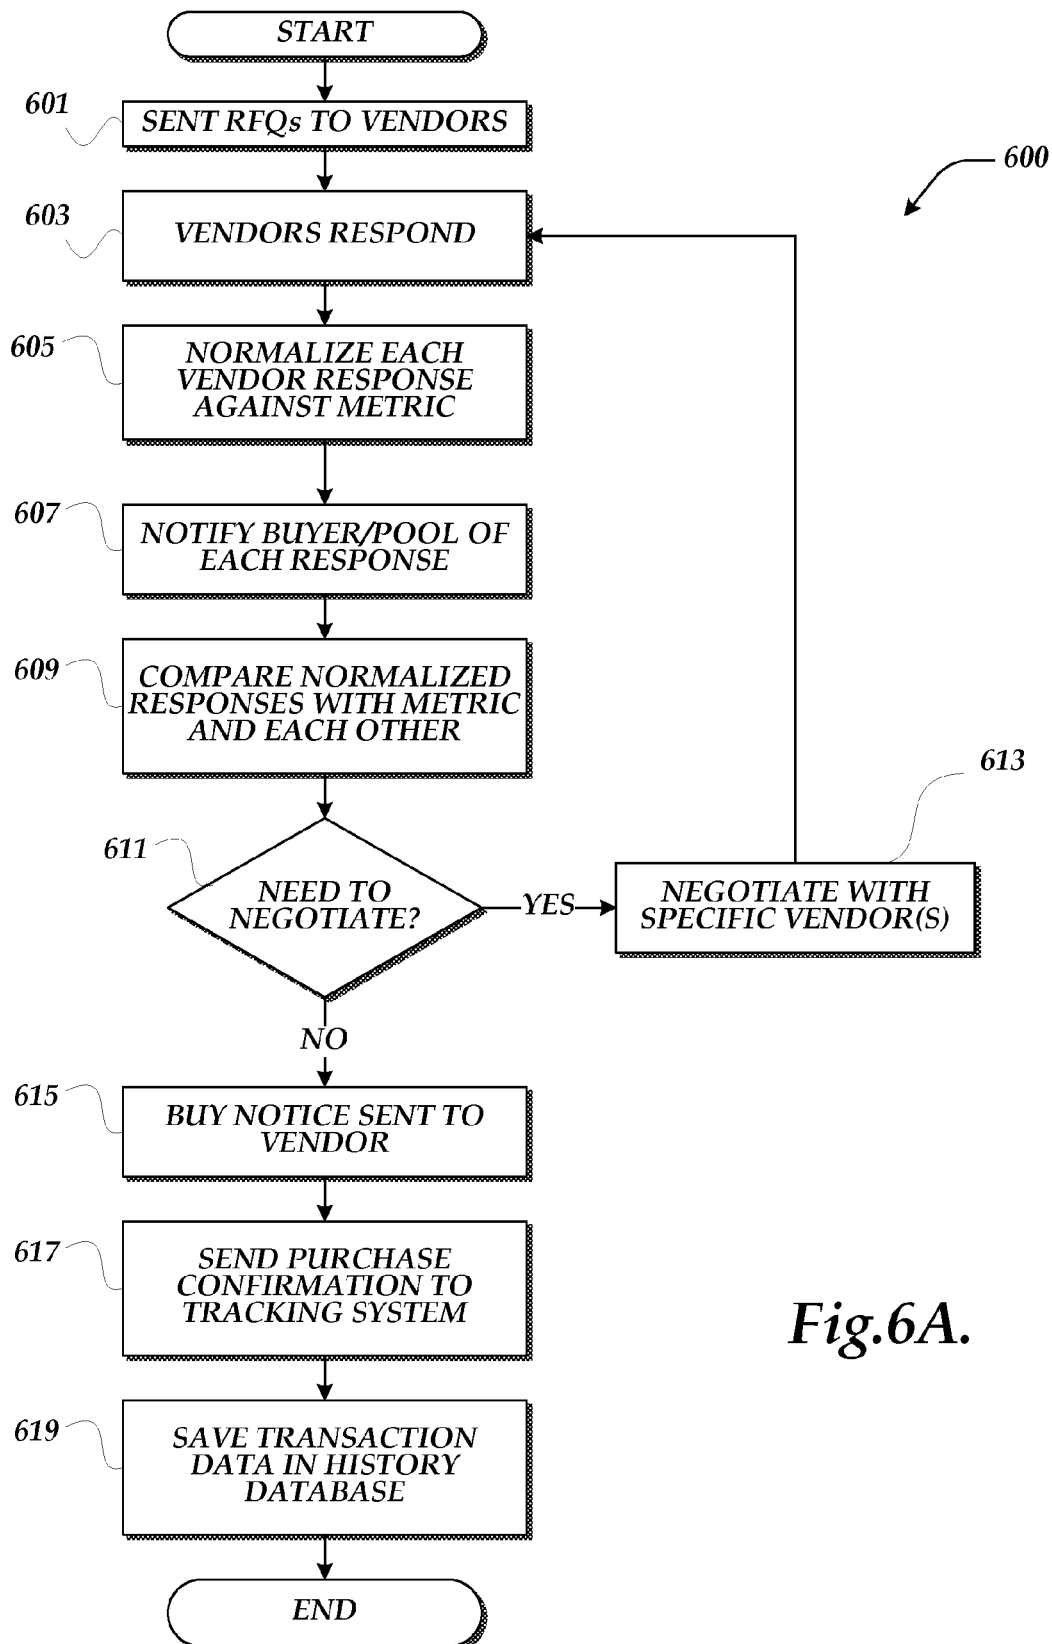 START
601
SENT RFQs TO VENDORS
600
603
VENDORS RESPOND
605
NORMALIZE EACH
VENDOR RESPONSE
AGAINST METRIC
607
NOTIFY BUYER/POOL OF
EACH RESPONSE
609
COMPARE NORMALIZED
RESPONSES WITH METRIC
AND EACH OTHER
611
NEED TO
NEGOTIATE?
YES
613
NEGOTIATE WITH
SPECIFIC VENDOR(S)
NO
615
BUY NOTICE SENT TO
VENDOR
617
SEND PURCHASE
CONFIRMATION TO
TRACKING SYSTEM
Fig.6A.
619
SAVE TRANSACTION
DATA IN HISTORY
DATABASE
END